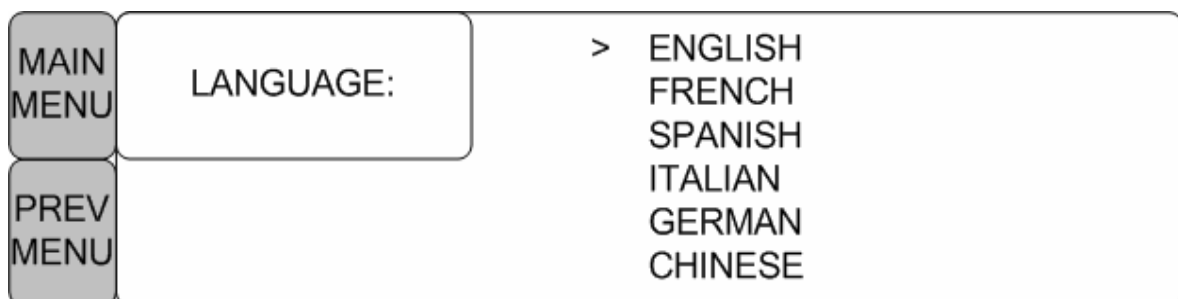 MAIN
MENU
LANGUAGE:
> ENGLISH
FRENCH
SPANISH
ITALIAN
GERMAN
CHINESE
PREV
MENU